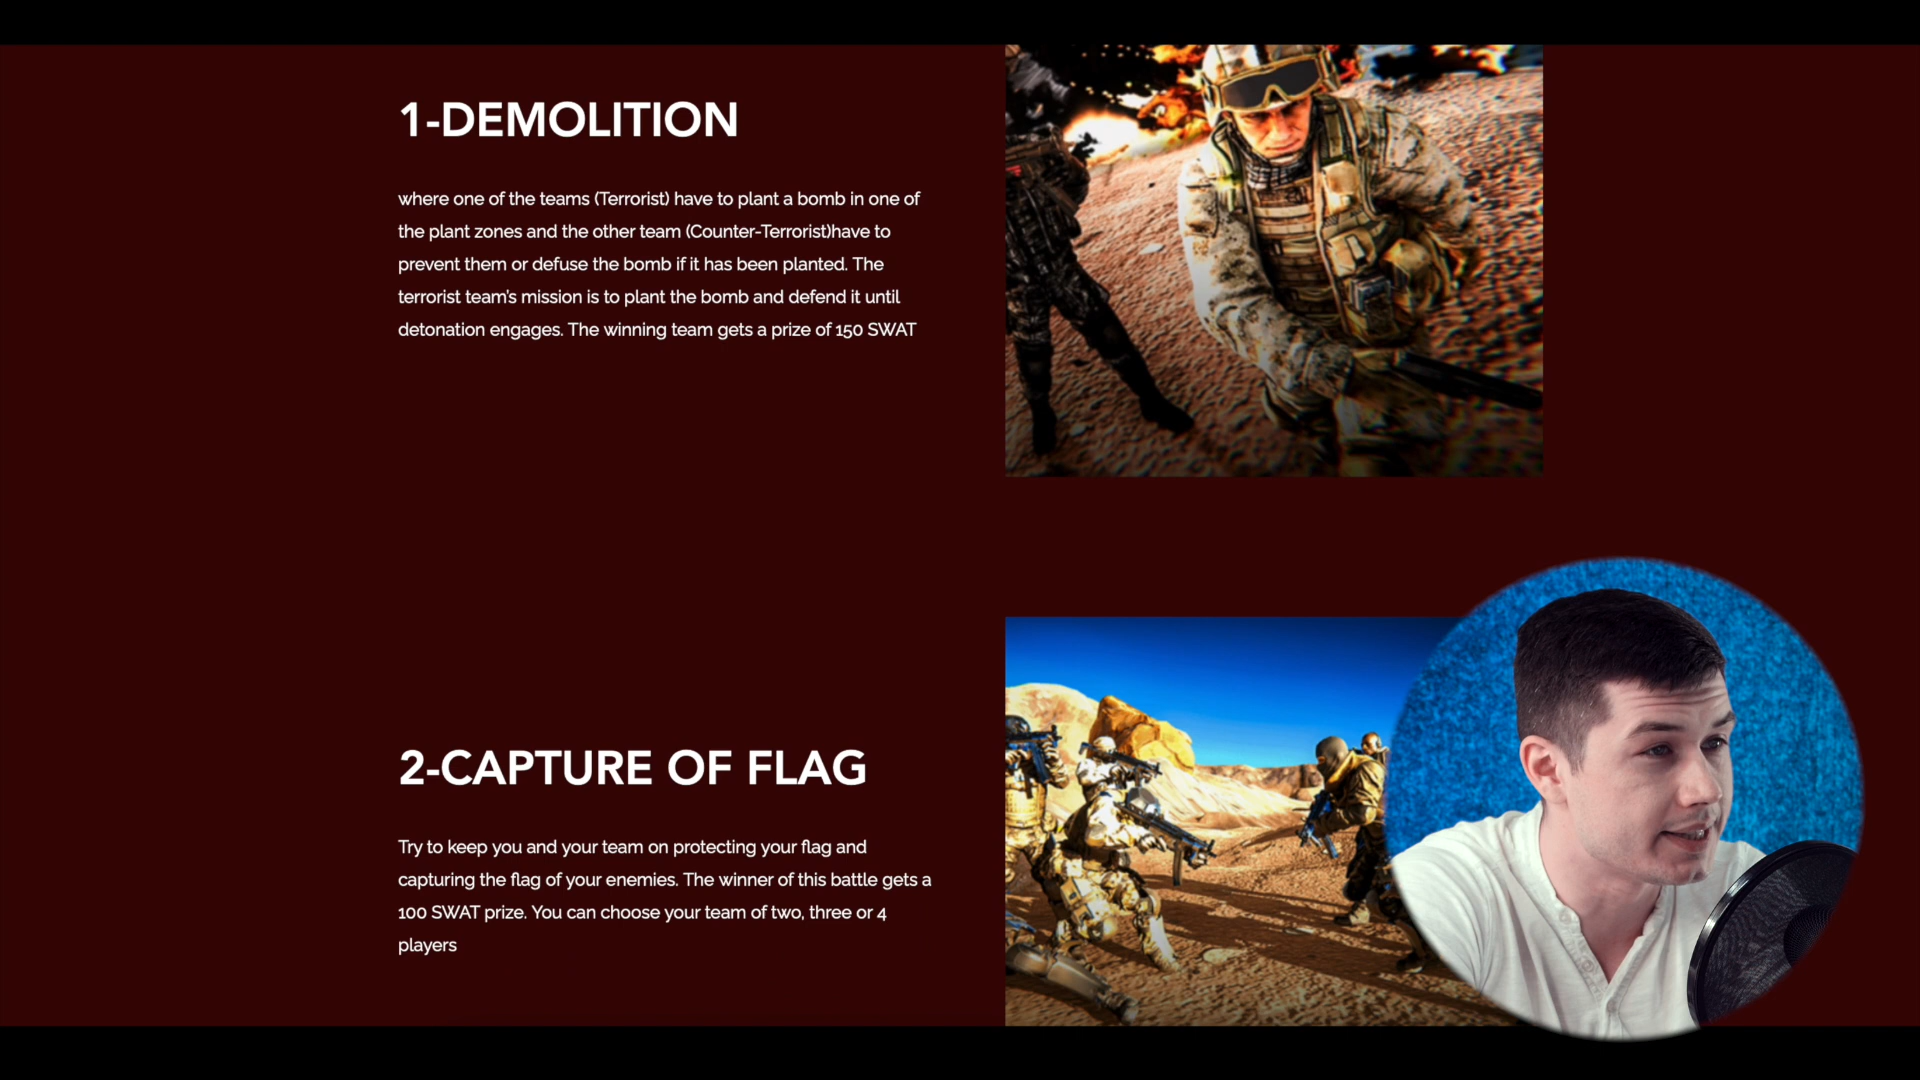 1-DEMOLITION
where one of the teams (Terrorist) have to plant a bomb in one of
the plant zones and the other team (Counter-Terrorist)have to
prevent them or defuse the bomb if it has been planted. The
terrorist team's mission is to plant the bomb and defend it until
detonation engages. The winning team gets a prize of 150 SWAT
2-CAPTURE OF FLAG
Try to keep you and your team on protecting your flag and
capturing the flag of your enemies. The winner of this battle gets a
100 SWAT prize. You can choose your team of two, three or 4
players